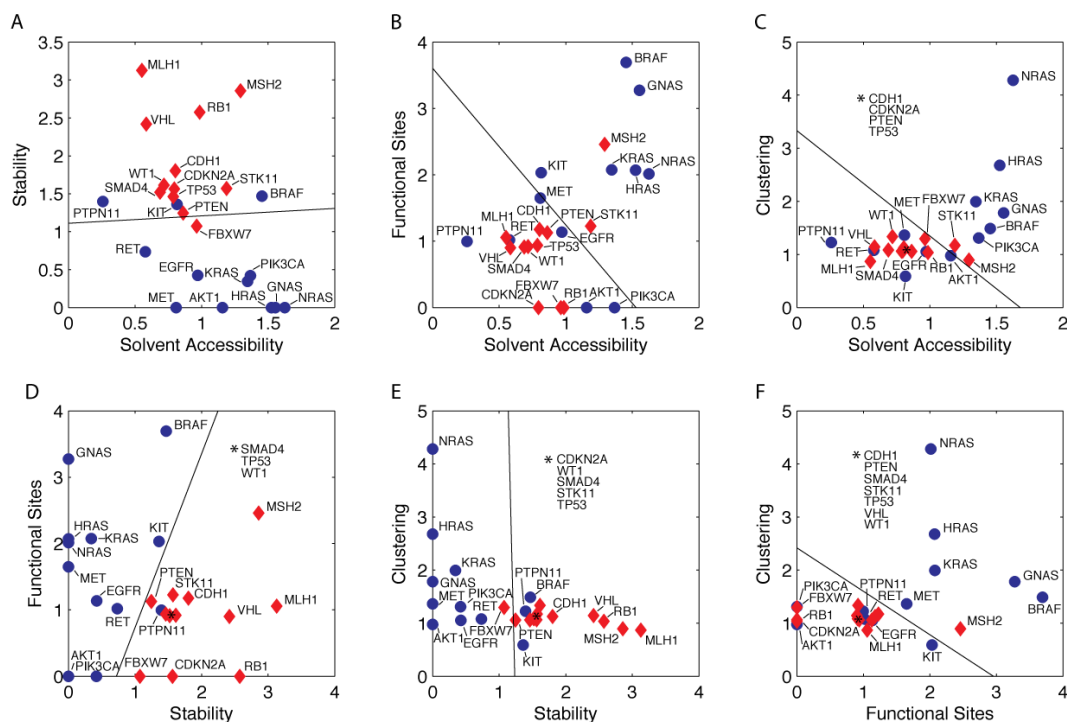 A
B
C
3.5
3
2.5
2
1.5
1
0.5
0
0
0.5
1
1.5
2
Stability
Solvent Accessibility
MLH1
MSH2
RB1
VHL
CDH1
WT1
CDKN2A
STK11
SMAD4
TP53
BRAF
PTPN11
KIT
PTEN
FBXW7
RET
EGFR
KRAS
PIK3CA
MET
AKT1
HRAS
GNAS
NRAS
4
3
2
1
0
0
0.5
1
1.5
2
Functional Sites
Solvent Accessibility
BRAF
GNAS
MSH2
KIT
KRAS
NRAS
HRAS
MET
CDH1
MLH1
RET
PTEN
STK11
PTPN11
EGFR
VHL
TP53
SMAD4
WT1
FBXW7
CDKN2A
RB1
AKT1
PIK3CA
5
4
3
2
1
0
0
0.5
1
1.5
2
Clustering
Solvent Accessibility
NRAS
* CDH1
CDKN2A
PTEN
TP53
HRAS
MET
FBXW7
KRAS
WT1
STK11
GNAS
PTPN11
VHL
BRAF
RET
PIK3CA
MLH1
EGFR
RB1
MSH2
SMAD4
AKT1
KIT
D
E
F
4
3
2
1
0
0
1
2
3
4
Functional Sites
Stability
BRAF
* SMAD4
TP53
WT1
GNAS
MSH2
HRAS
KRAS
KIT
NRAS
MET
PTEN
STK11
EGFR
CDH1
MLH1
RET
VHL
PTPN11
AKT1
PIK3CA
FBXW7
CDKN2A
RB1
5
4
3
2
1
0
0
1
2
3
4
Clustering
Stability
NRAS
* CDKN2A
WT1
SMAD4
STK11
TP53
HRAS
KRAS
PTPN11
GNAS
BRAF
MET
PIK3CA
CDH1
VHL
RET
RB1
FBXW7
AKT1
EGFR
PTEN
MSH2
MLH1
KIT
5
4
3
2
1
0
0
1
2
3
4
Clustering
Functional Sites
* CDH1
PTEN
SMAD4
STK11
TP53
VHL
WT1
NRAS
HRAS
KRAS
GNAS
PIK3CA
PTPN11
RET
MET
BRAF
FBXW7
RB1
MSH2
CDKN2A
EGFR
AKT1
MLH1
KIT